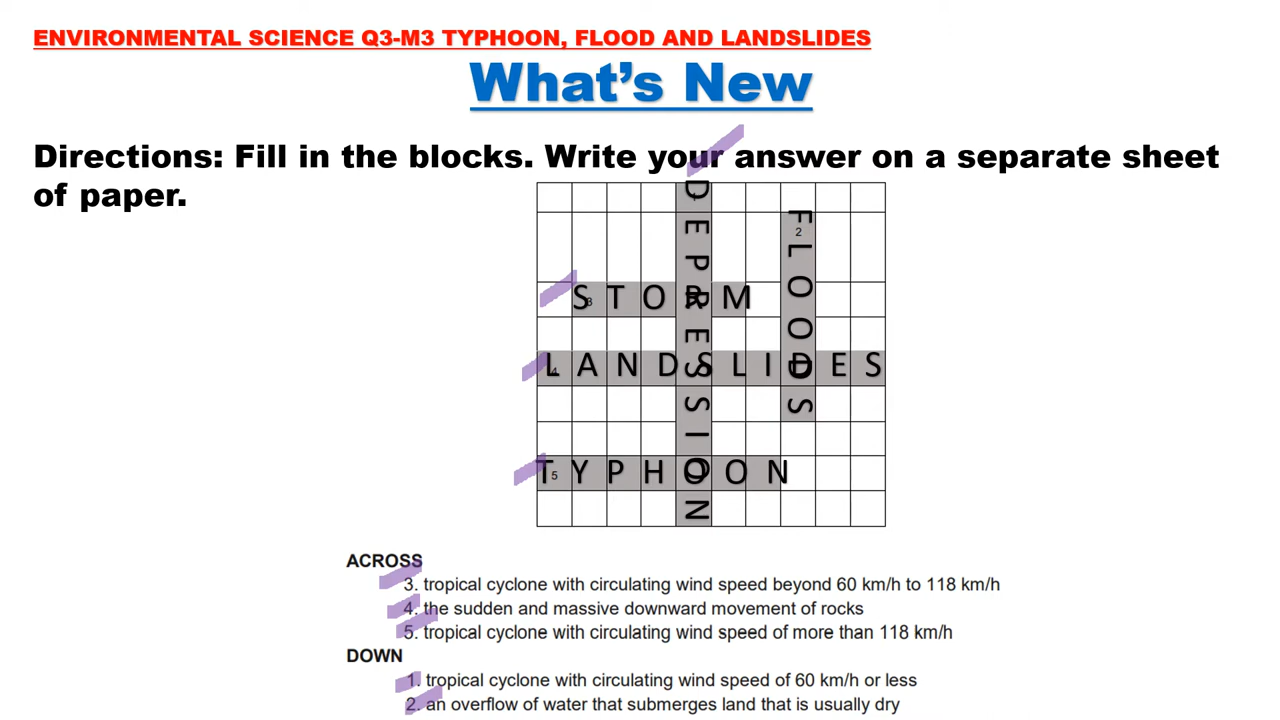 ENVIRONMENTAL SCIENCE Q3-M3 TYPHOON, FLOOD AND LANDSLIDES
What's New
Directions: Fill in the blocks. Write your answer on a separate sheet
of paper.
DEPRESSION
2 FLOODS
3 STORM
4 LANDSLIDES
5 TYPHOON
ACROSS
3. tropical cyclone with circulating wind speed beyond 60 km/h to 118 km/h
4. the sudden and massive downward movement of rocks
5. tropical cyclone with circulating wind speed of more than 118 km/h
DOWN
1. tropical cyclone with circulating wind speed of 60 km/h or less
2. an overflow of water that submerges land that is usually dry